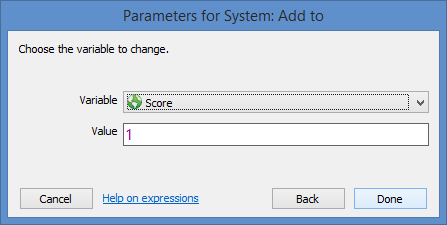 Parameters for System: Add to
Choose the variable to change.
Variable Score
Value 1
Cancel Help on expressions Back Done